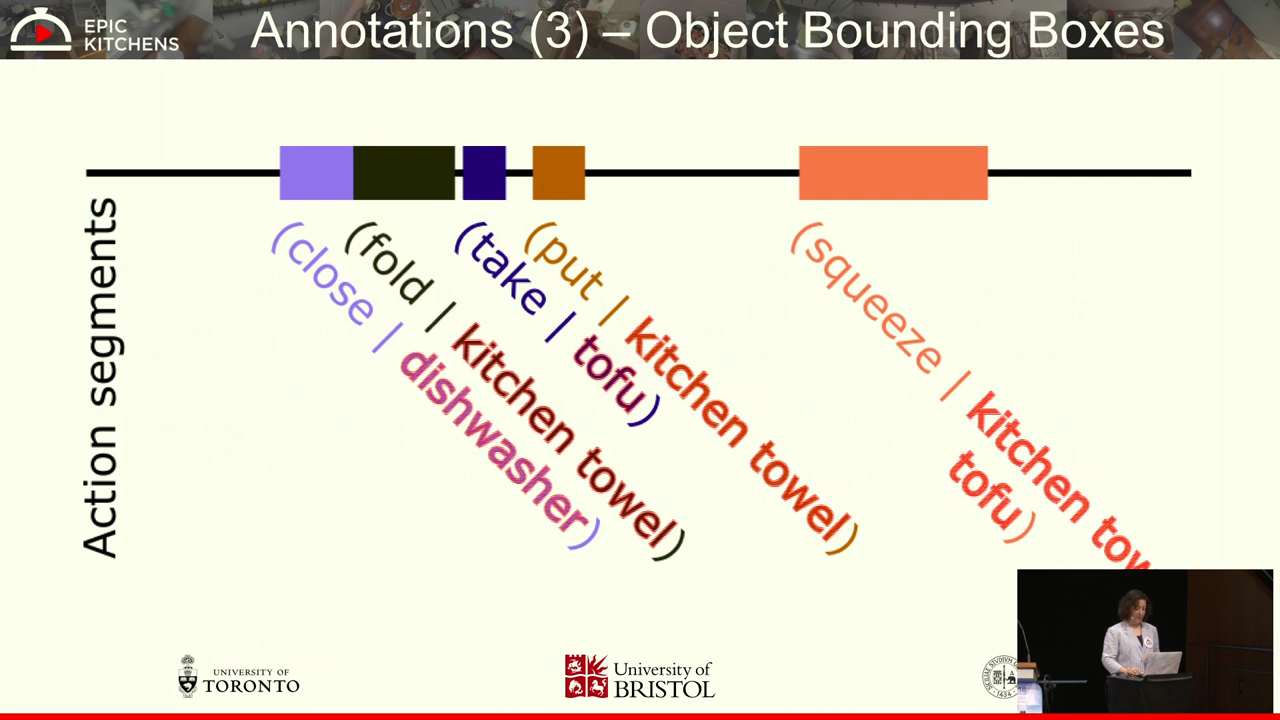 EPIC
KITCHENS
Annotations (3) – Object Bounding Boxes
Action segments
(close | dishwasher)
(fold | kitchen towel)
(take | tofu)
(put | kitchen towel)
(squeeze | kitchen tow
tofu)
UNIVERSITY OF
TORONTO
University of
BRISTOL